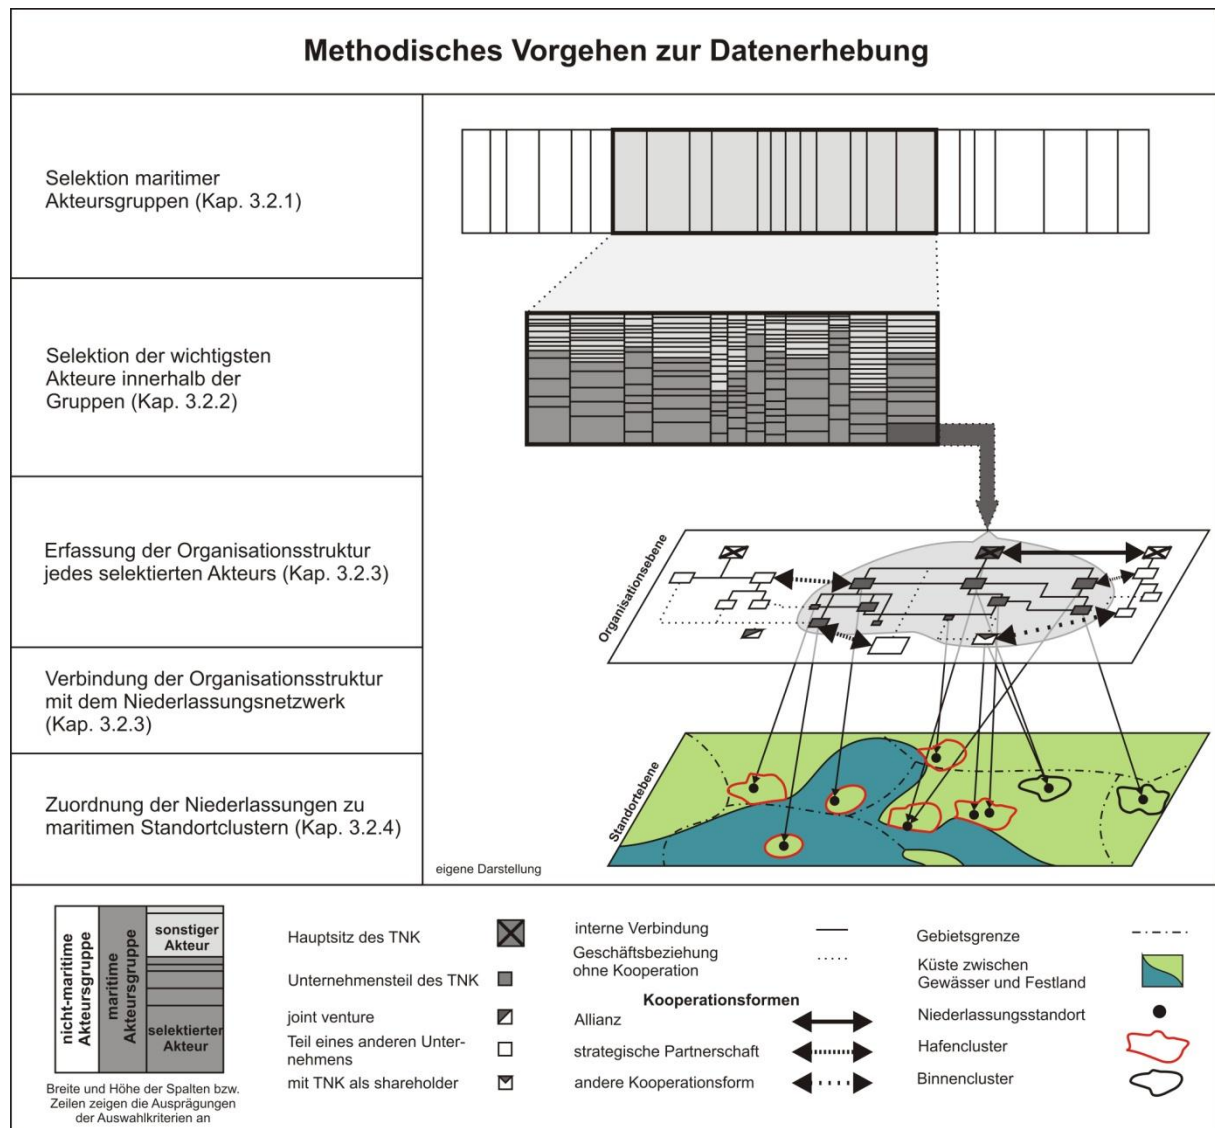 Methodisches Vorgehen zur Datenerhebung
Selektion maritimer
Akteursgruppen (Kap. 3.2.1)
Selektion der wichtigsten
Akteure innerhalb der
Gruppen (Kap. 3.2.2)
Erfassung der Organisationsstruktur
jedes selektierten Akteurs (Kap. 3.2.3)
Verbindung der Organisationsstruktur
mit dem Niederlassungsnetzwerk
(Kap. 3.2.3)
Zuordnung der Niederlassungen zu
maritimen Standortclustern (Kap. 3.2.4)
Organisationsebene
Standortebene
eigene Darstellung
nicht-maritime
Akteursgruppe
maritime
Akteursgruppe
sonstiger
Akteur
selektierter
Akteur
Breite und Höhe der Spalten bzw.
Zeilen zeigen die Ausprägungen
der Auswahlkriterien an
Hauptsitz des TNK
Unternehmensteil des TNK
joint venture
Teil eines anderen Unter-
nehmens
mit TNK als shareholder
interne Verbindung
Geschäftsbeziehung
ohne Kooperation
Kooperationsformen
Allianz
strategische Partnerschaft
andere Kooperationsform
Gebietsgrenze
Küste zwischen
Gewässer und Festland
Niederlassungsstandort
Hafencluster
Binnencluster